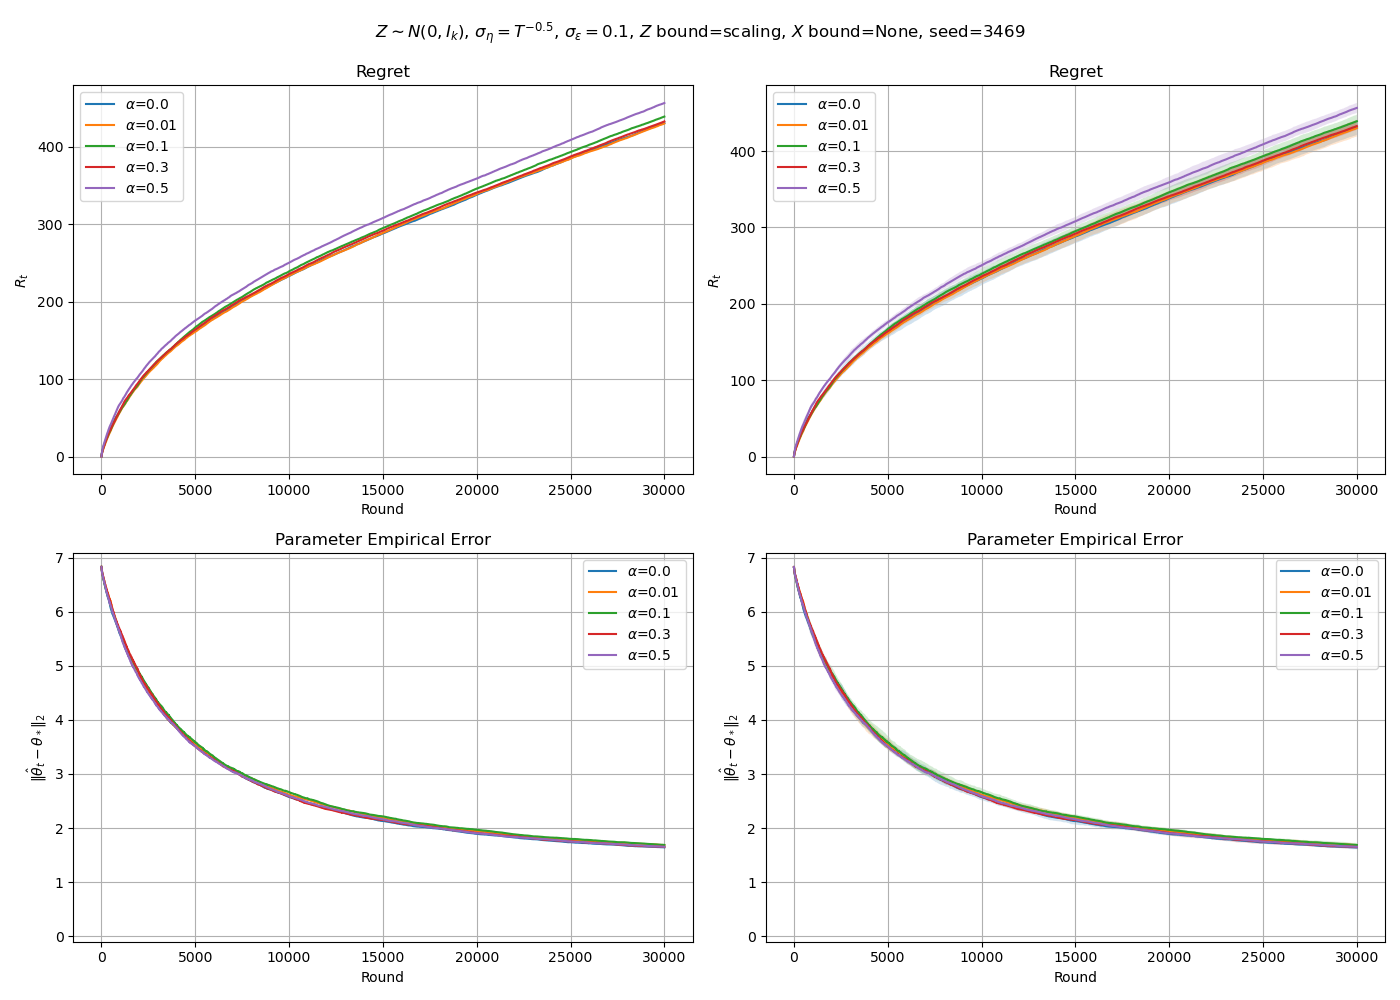 Z ∼ N(0, I_k), σ_η = T^{−0.5}, σ_ε = 0.1, Z bound=scaling, X bound=None, seed=3469
Regret
α=0.0
α=0.01
α=0.1
α=0.3
α=0.5
R_t
400
300
200
100
0
0 5000 10000 15000 20000 25000 30000
Round
Regret
α=0.0
α=0.01
α=0.1
α=0.3
α=0.5
R_t
400
300
200
100
0
0 5000 10000 15000 20000 25000 30000
Round
Parameter Empirical Error
α=0.0
α=0.01
α=0.1
α=0.3
α=0.5
‖θ̂_t − θ_*‖_2
7
6
5
4
3
2
1
0
0 5000 10000 15000 20000 25000 30000
Round
Parameter Empirical Error
α=0.0
α=0.01
α=0.1
α=0.3
α=0.5
‖θ̂_t − θ_*‖_2
7
6
5
4
3
2
1
0
0 5000 10000 15000 20000 25000 30000
Round